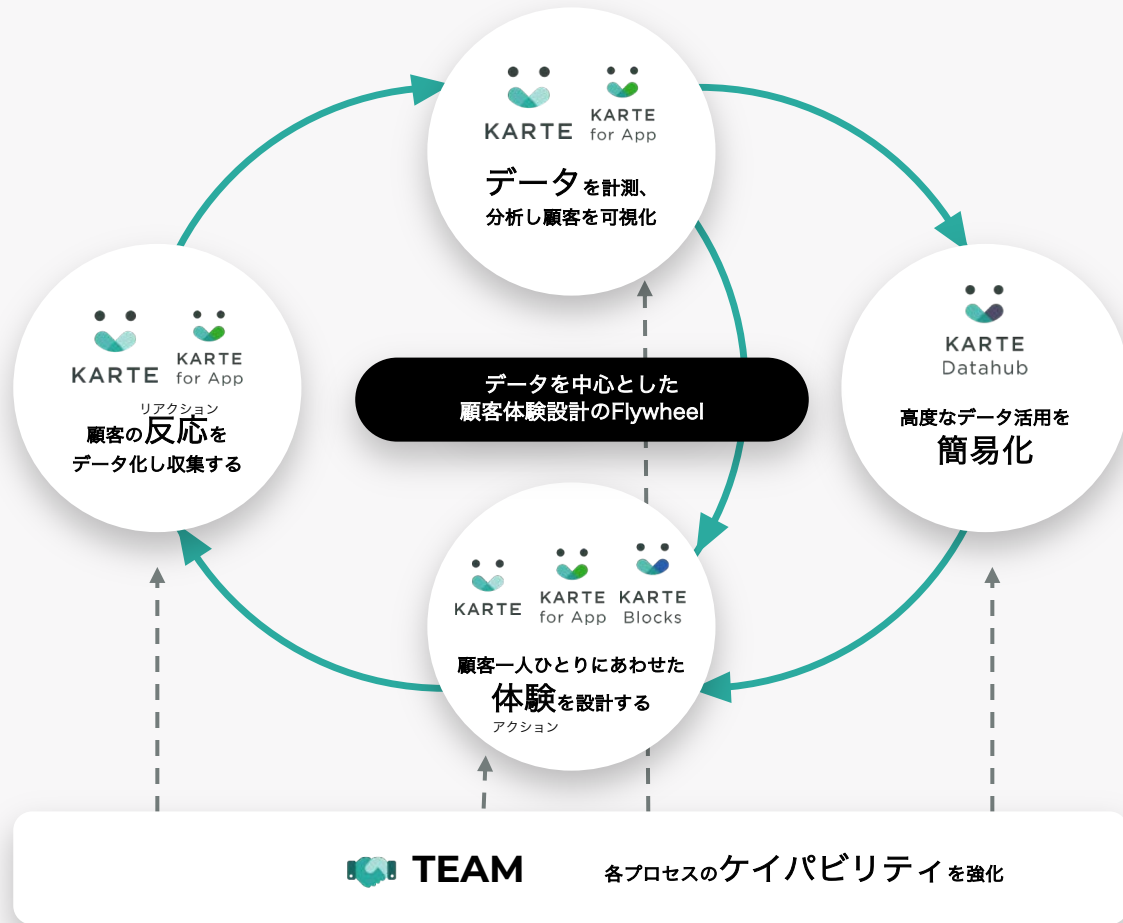 KARTE
KARTE
for App
データを計測、
分析し顧客を可視化
KARTE
KARTE
for App
リアクション
顧客の反応を
データ化し収集する
データを中心とした
顧客体験設計のFlywheel
KARTE
Datahub
高度なデータ活用を
簡易化
KARTE
KARTE
for App
KARTE
Blocks
顧客一人ひとりにあわせた
体験を設計する
アクション
TEAM
各プロセスのケイパビリティを強化